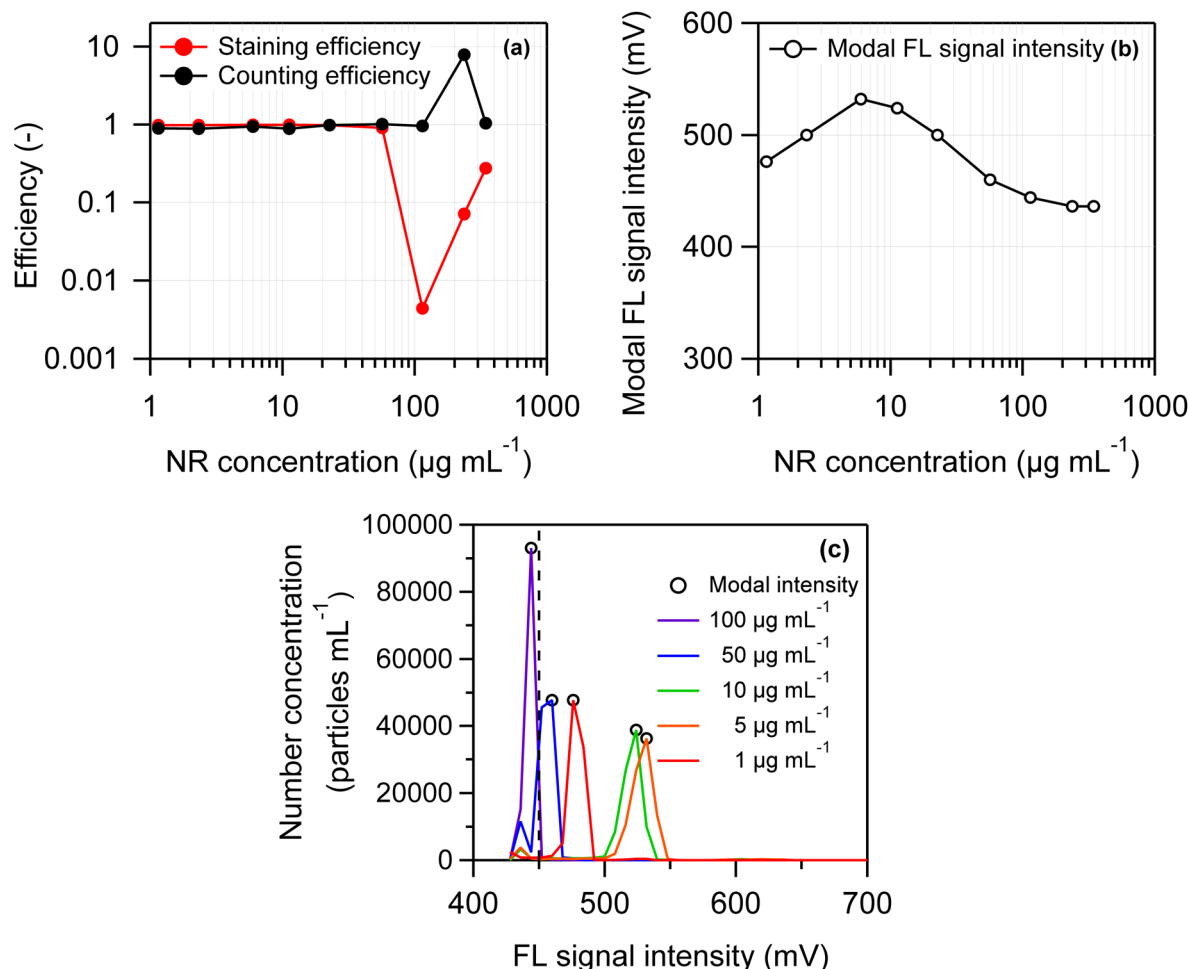 Efficiency (-)
10
1
0.1
0.01
0.001
Staining efficiency
Counting efficiency
(a)
1
10
100
1000
NR concentration (µg mL⁻¹)
Modal FL signal intensity (mV)
600
500
400
300
Modal FL signal intensity (b)
1
10
100
1000
NR concentration (µg mL⁻¹)
Number concentration
(particles mL⁻¹)
100000
80000
60000
40000
20000
0
(c)
Modal intensity
100 µg mL⁻¹
50 µg mL⁻¹
10 µg mL⁻¹
5 µg mL⁻¹
1 µg mL⁻¹
400
500
600
700
FL signal intensity (mV)